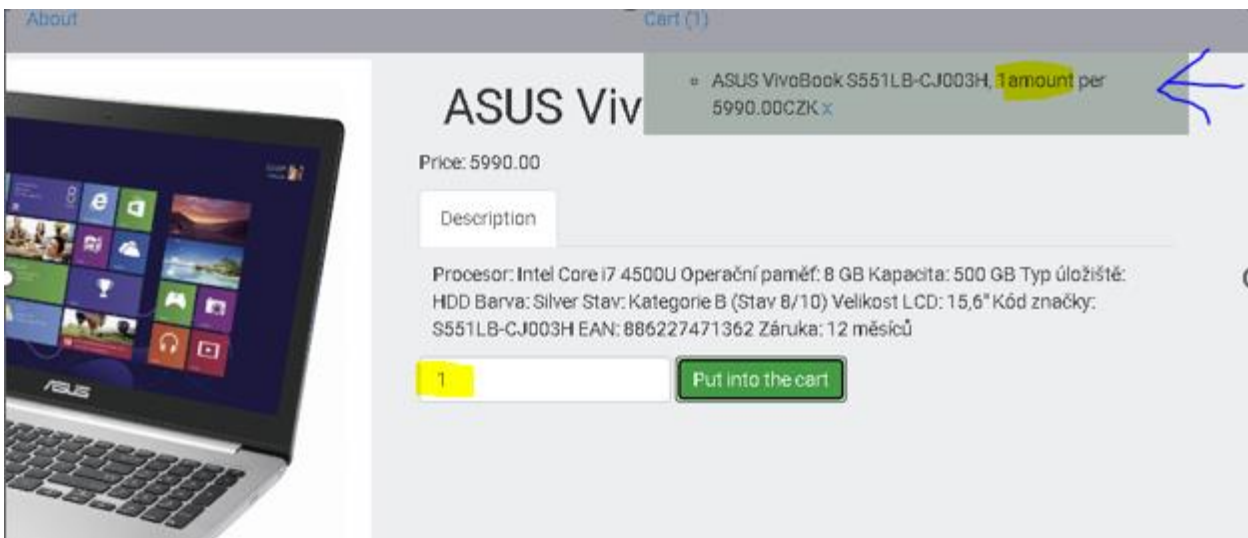 About
Cart (1)
ASUS VivoBook S551LB-CJ003H, 1amount per
5990.00CZK x
ASUS Viv
Price: 5990.00
Description
Procesor: Intel Core i7 4500U Operační paměť: 8 GB Kapacita: 500 GB Typ úložiště:
HDD Barva: Silver Stav: Kategorie B (Stav 8/10) Velikost LCD: 15,6" Kód značky:
S551LB-CJ003H EAN: 886227471362 Záruka: 12 měsíců
1
Put into the cart
ASUS